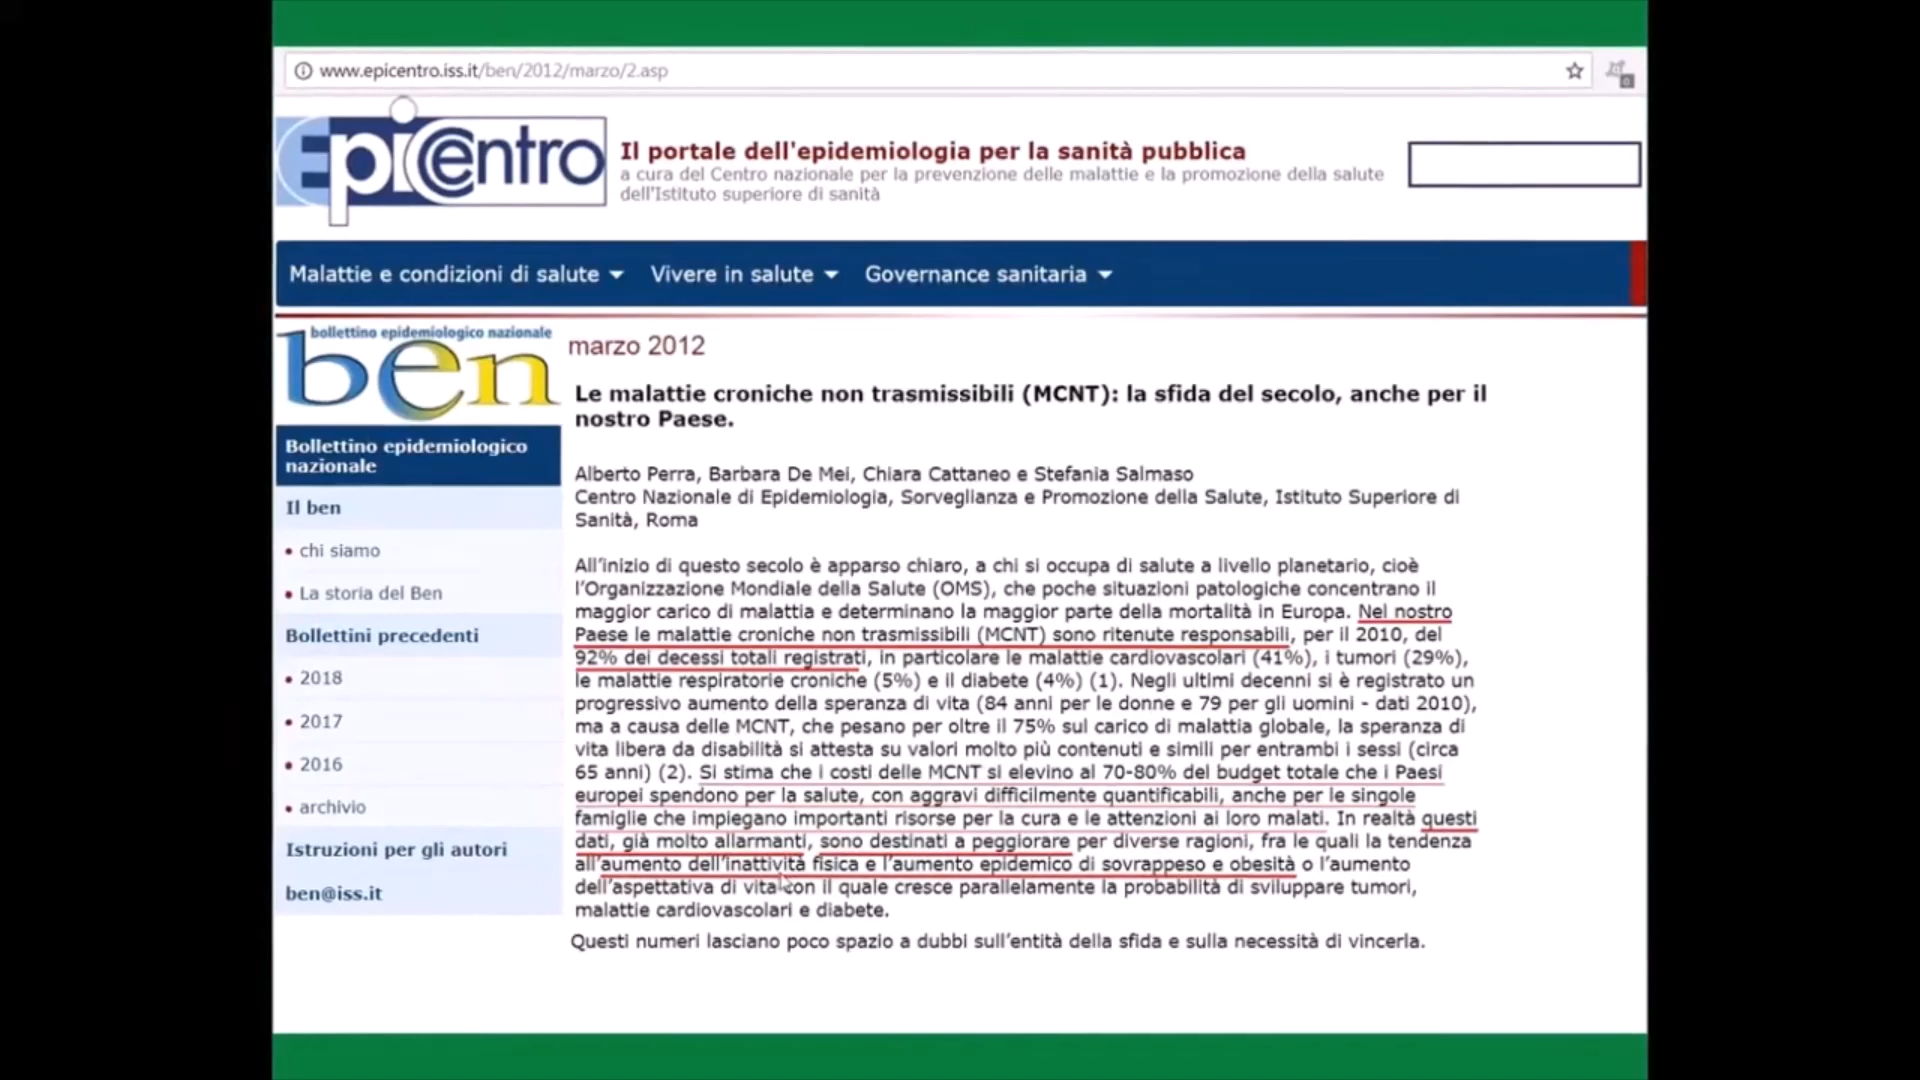 www.epicentro.iss.it/ben/2012/marzo/2.asp
Epicentro
Il portale dell'epidemiologia per la sanità pubblica
a cura del Centro nazionale per la prevenzione delle malattie e la promozione della salute
dell'Istituto superiore di sanità
Malattie e condizioni di salute
Vivere in salute
Governance sanitaria
bollettino epidemiologico nazionale
ben
Bollettino epidemiologico
nazionale
Il ben
• chi siamo
• La storia del Ben
Bollettini precedenti
• 2018
• 2017
• 2016
• archivio
Istruzioni per gli autori
ben@iss.it
marzo 2012
Le malattie croniche non trasmissibili (MCNT): la sfida del secolo, anche per il
nostro Paese.
Alberto Perra, Barbara De Mei, Chiara Cattaneo e Stefania Salmaso
Centro Nazionale di Epidemiologia, Sorveglianza e Promozione della Salute, Istituto Superiore di
Sanità, Roma
All'inizio di questo secolo è apparso chiaro, a chi si occupa di salute a livello planetario, cioè
l'Organizzazione Mondiale della Salute (OMS), che poche situazioni patologiche concentrano il
maggior carico di malattia e determinano la maggior parte della mortalità in Europa. Nel nostro
Paese le malattie croniche non trasmissibili (MCNT) sono ritenute responsabili, per il 2010, del
92% dei decessi totali registrati, in particolare le malattie cardiovascolari (41%), i tumori (29%),
le malattie respiratorie croniche (5%) e il diabete (4%) (1). Negli ultimi decenni si è registrato un
progressivo aumento della speranza di vita (84 anni per le donne e 79 per gli uomini - dati 2010),
ma a causa delle MCNT, che pesano per oltre il 75% sul carico di malattia globale, la speranza di
vita libera da disabilità si attesta su valori molto più contenuti e simili per entrambi i sessi (circa
65 anni) (2). Si stima che i costi delle MCNT si elevino al 70-80% del budget totale che i Paesi
europei spendono per la salute, con aggravi difficilmente quantificabili, anche per le singole
famiglie che impiegano importanti risorse per la cura e le attenzioni ai loro malati. In realtà questi
dati, già molto allarmanti, sono destinati a peggiorare per diverse ragioni, fra le quali la tendenza
all'aumento dell'inattività fisica e l'aumento epidemico di sovrappeso e obesità o l'aumento
dell'aspettativa di vita con il quale cresce parallelamente la probabilità di sviluppare tumori,
malattie cardiovascolari e diabete.
Questi numeri lasciano poco spazio a dubbi sull'entità della sfida e sulla necessità di vincerla.